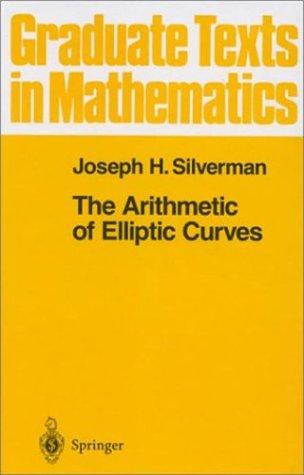 Graduate Texts
in Mathematics
Joseph H. Silverman
The Arithmetic
of Elliptic Curves
Springer